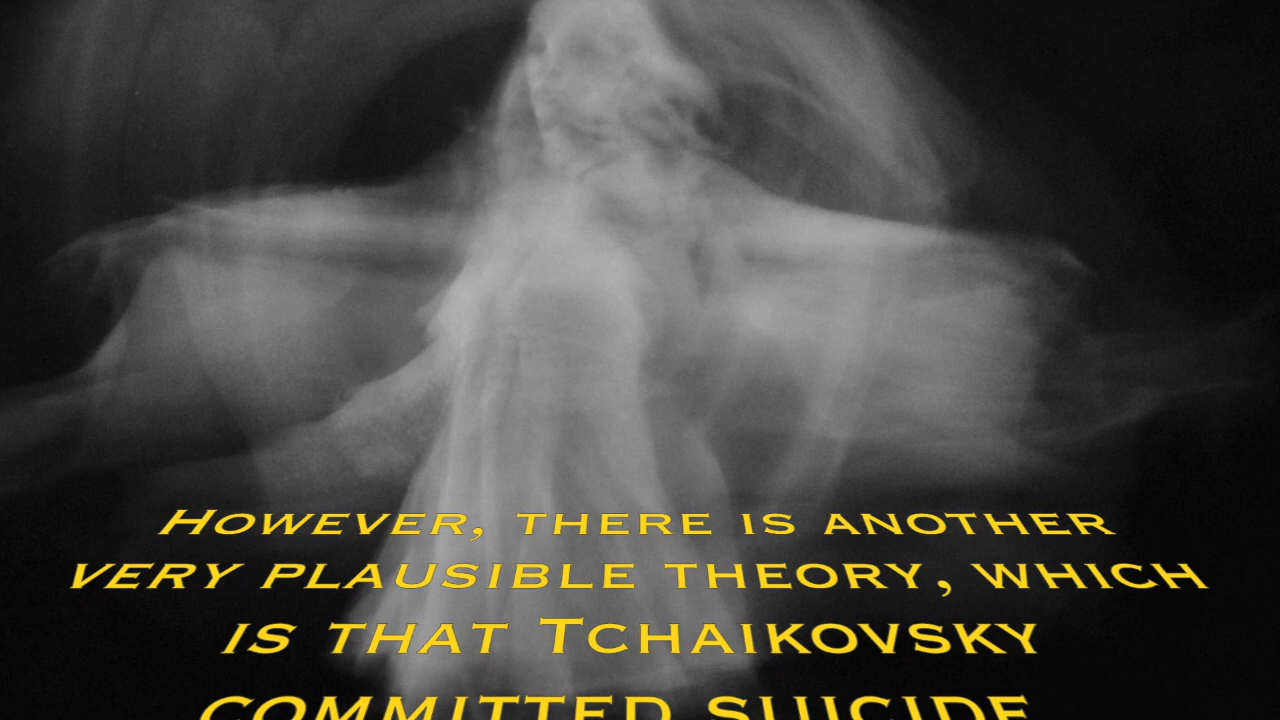 However, there is another
very plausible theory, which
is that Tchaikovsky
committed suicide